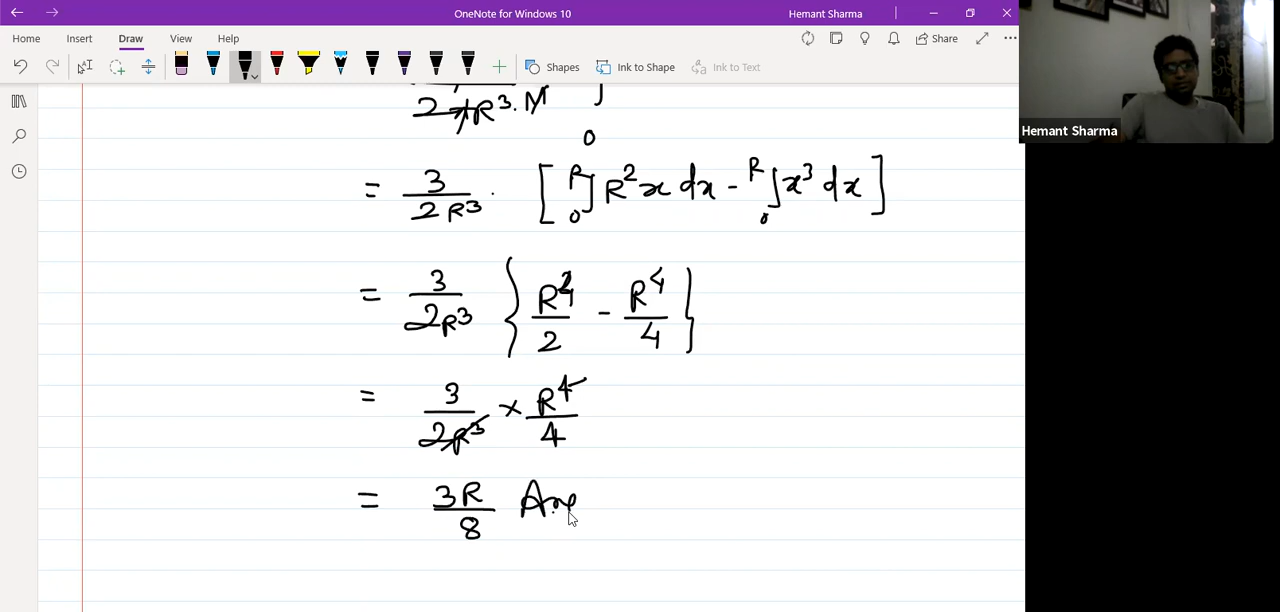 OneNote for Windows 10
Hemant Sharma
Home Insert Draw View Help
Share
Shapes Ink to Shape Ink to Text
Hemant Sharma
2πR³·M
0
= 3/2R³ · [ ₀∫ᴿ R²x dx - ₀∫ᴿ x³ dx ]
= 3/2R³ { R⁴/2 - R⁴/4 }
= 3/2R³ × R⁴/4
= 3R/8 Ans